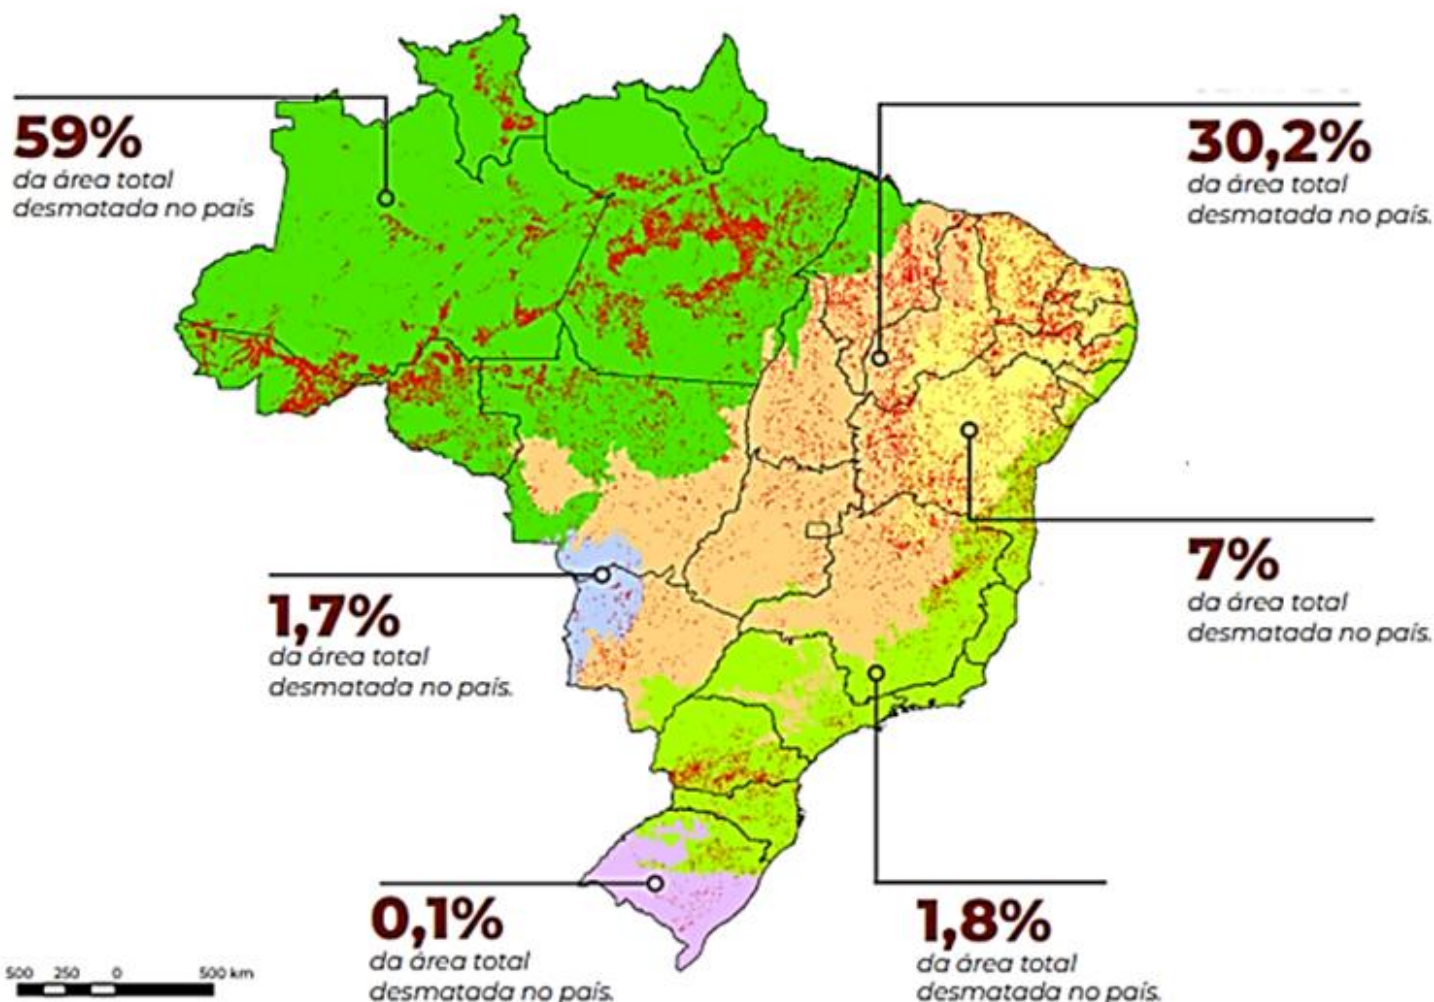 59%
da área total
desmatada no país
30,2%
da área total
desmatada no país.
7%
da área total
desmatada no país.
1,7%
da área total
desmatada no país.
0,1%
da área total
desmatada no país.
1,8%
da área total
desmatada no país.
500 250 0 500 km